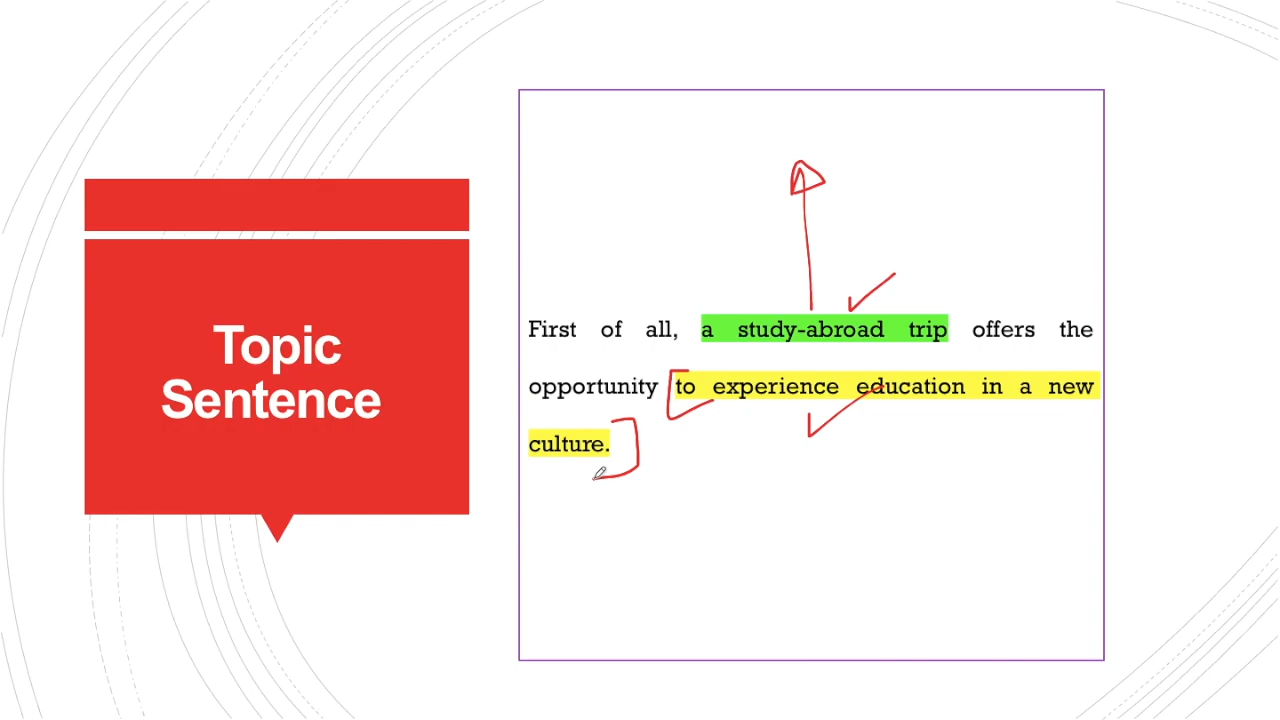 Topic
Sentence
First of all, a study-abroad trip offers the
opportunity to experience education in a new
culture.